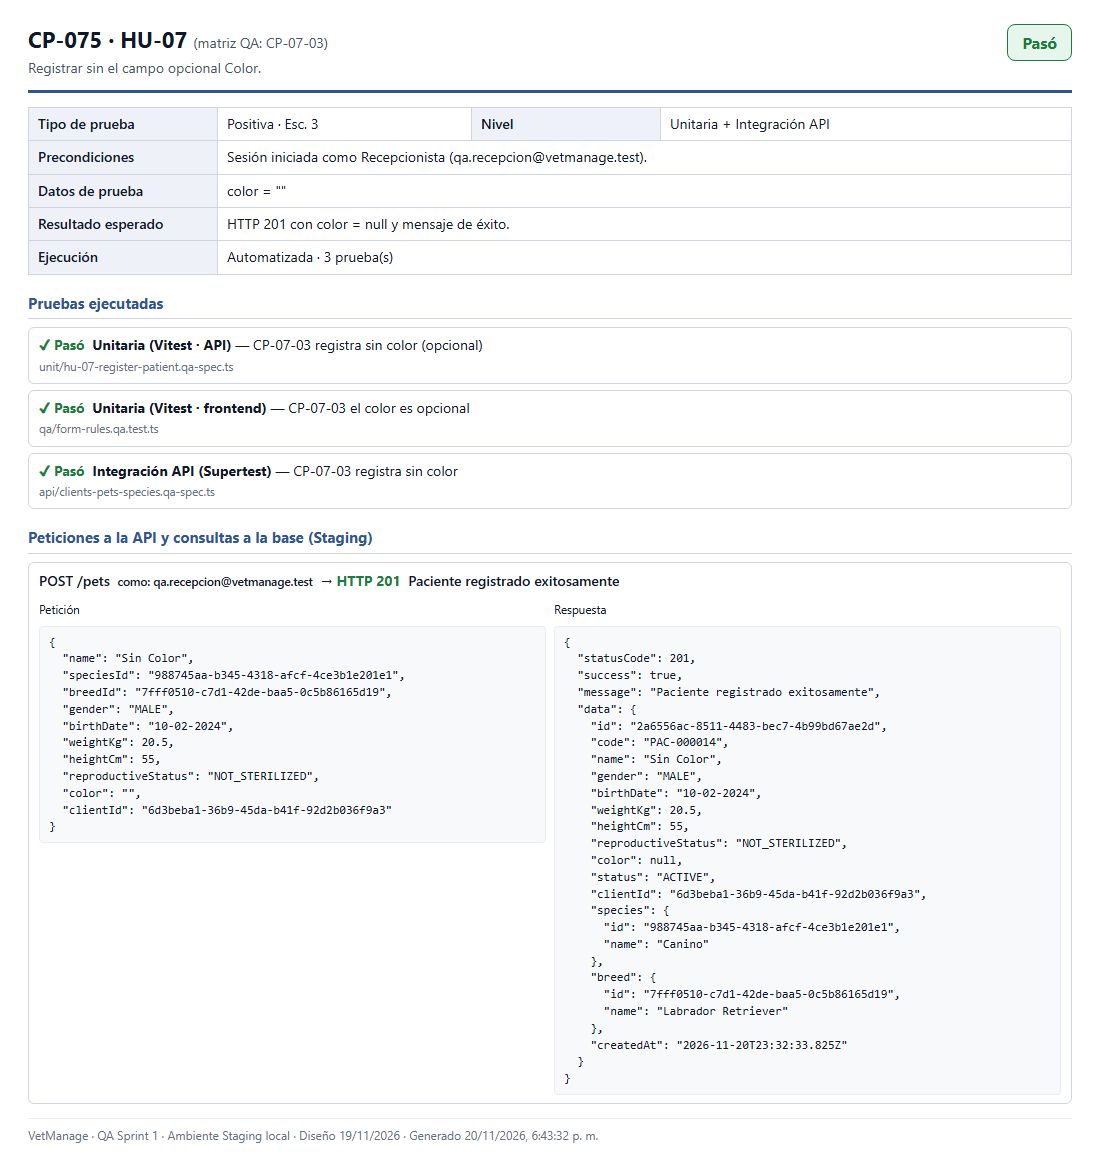 CP-075 · HU-07 (matriz QA: CP-07-03)
Pasó
Registrar sin el campo opcional Color.
Tipo de prueba Positiva · Esc. 3 Nivel Unitaria + Integración API
Precondiciones Sesión iniciada como Recepcionista (qa.recepcion@vetmanage.test).
Datos de prueba color = ""
Resultado esperado HTTP 201 con color = null y mensaje de éxito.
Ejecución Automatizada · 3 prueba(s)
Pruebas ejecutadas
✓ Pasó Unitaria (Vitest · API) — CP-07-03 registra sin color (opcional)
unit/hu-07-register-patient.qa-spec.ts
✓ Pasó Unitaria (Vitest · frontend) — CP-07-03 el color es opcional
qa/form-rules.qa.test.ts
✓ Pasó Integración API (Supertest) — CP-07-03 registra sin color
api/clients-pets-species.qa-spec.ts
Peticiones a la API y consultas a la base (Staging)
POST /pets como: qa.recepcion@vetmanage.test → HTTP 201 Paciente registrado exitosamente
Petición
{
"name": "Sin Color",
"speciesId": "988745aa-b345-4318-afcf-4ce3b1e201e1",
"breedId": "7fff0510-c7d1-42de-baa5-0c5b86165d19",
"gender": "MALE",
"birthDate": "10-02-2024",
"weightKg": 20.5,
"heightCm": 55,
"reproductiveStatus": "NOT_STERILIZED",
"color": "",
"clientId": "6d3beba1-36b9-45da-b41f-92d2b036f9a3"
}
Respuesta
{
"statusCode": 201,
"success": true,
"message": "Paciente registrado exitosamente",
"data": {
"id": "2a6556ac-8511-4483-bec7-4b99bd67ae2d",
"code": "PAC-000014",
"name": "Sin Color",
"gender": "MALE",
"birthDate": "10-02-2024",
"weightKg": 20.5,
"heightCm": 55,
"reproductiveStatus": "NOT_STERILIZED",
"color": null,
"status": "ACTIVE",
"clientId": "6d3beba1-36b9-45da-b41f-92d2b036f9a3",
"species": {
"id": "988745aa-b345-4318-afcf-4ce3b1e201e1",
"name": "Canino"
},
"breed": {
"id": "7fff0510-c7d1-42de-baa5-0c5b86165d19",
"name": "Labrador Retriever"
},
"createdAt": "2026-11-20T23:32:33.825Z"
}
}
VetManage · QA Sprint 1 · Ambiente Staging local · Diseño 19/11/2026 · Generado 20/11/2026, 6:43:32 p. m.